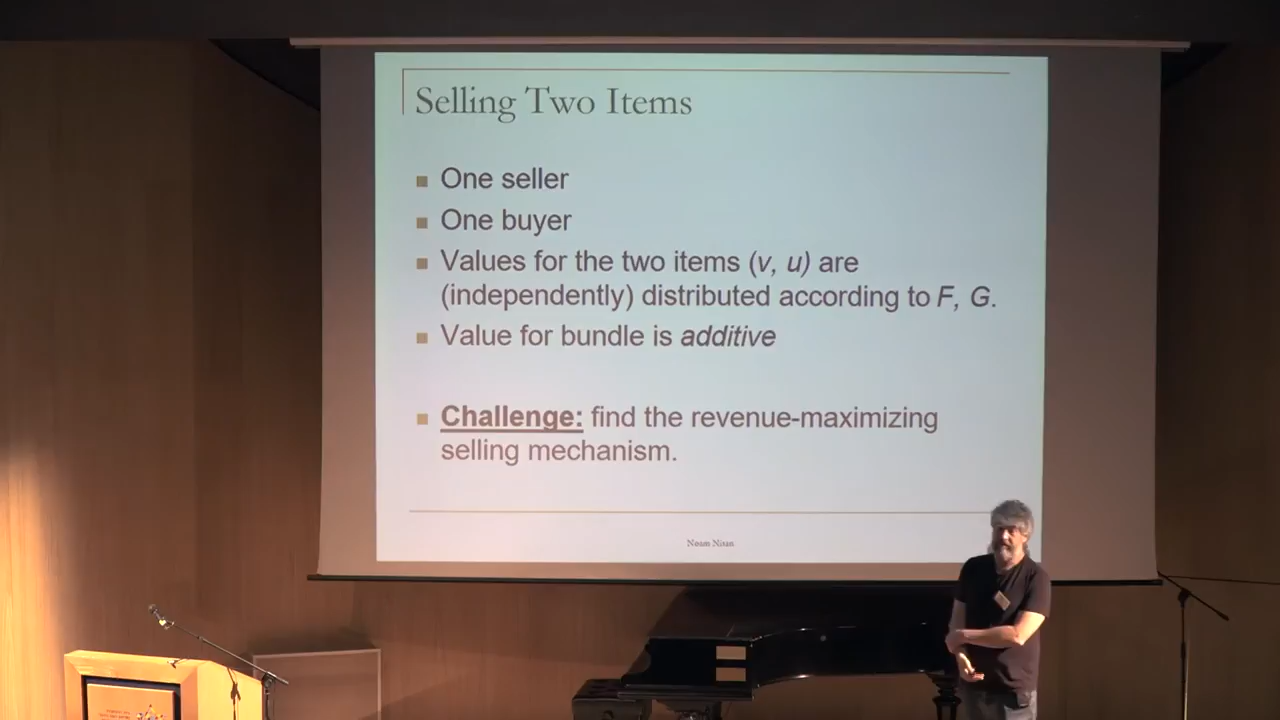 Selling Two Items
One seller
One buyer
Values for the two items (v, u) are
(independently) distributed according to F, G.
Value for bundle is additive
Challenge: find the revenue-maximizing
selling mechanism.
Noam Nisan